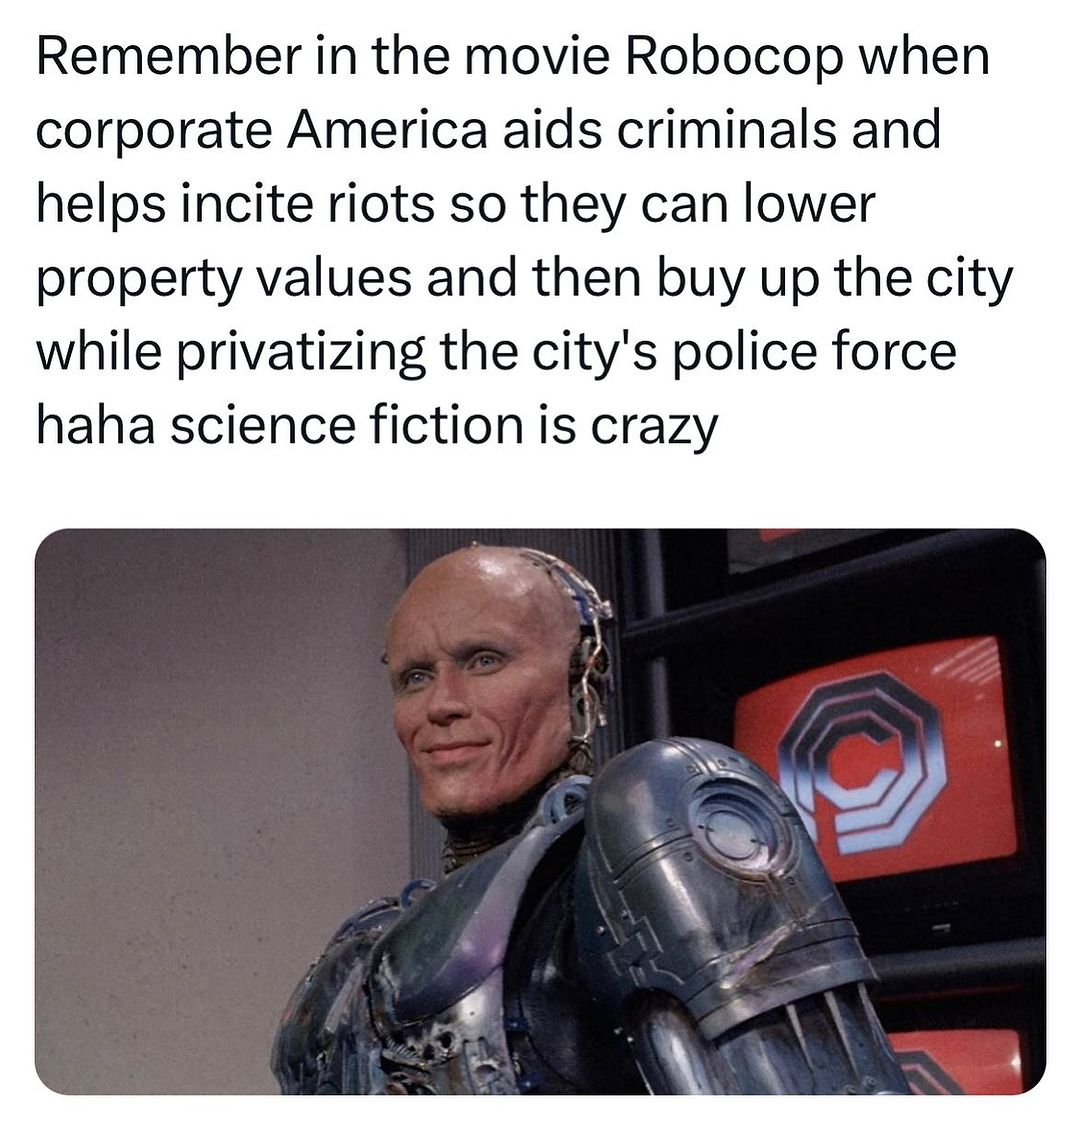 Remember in the movie Robocop when
corporate America aids criminals and
helps incite riots so they can lower
property values and then buy up the city
while privatizing the city's police force
haha science fiction is crazy